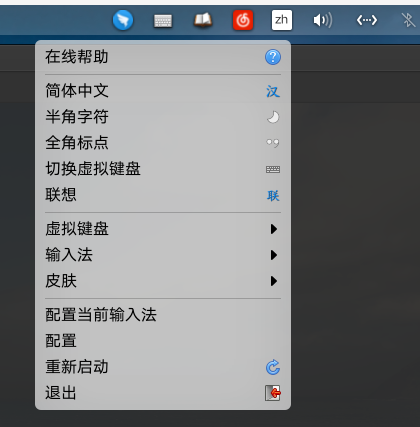 zh
在线帮助
简体中文 汉
半角字符
全角标点
切换虚拟键盘
联想 联
虚拟键盘
输入法
皮肤
配置当前输入法
配置
重新启动
退出